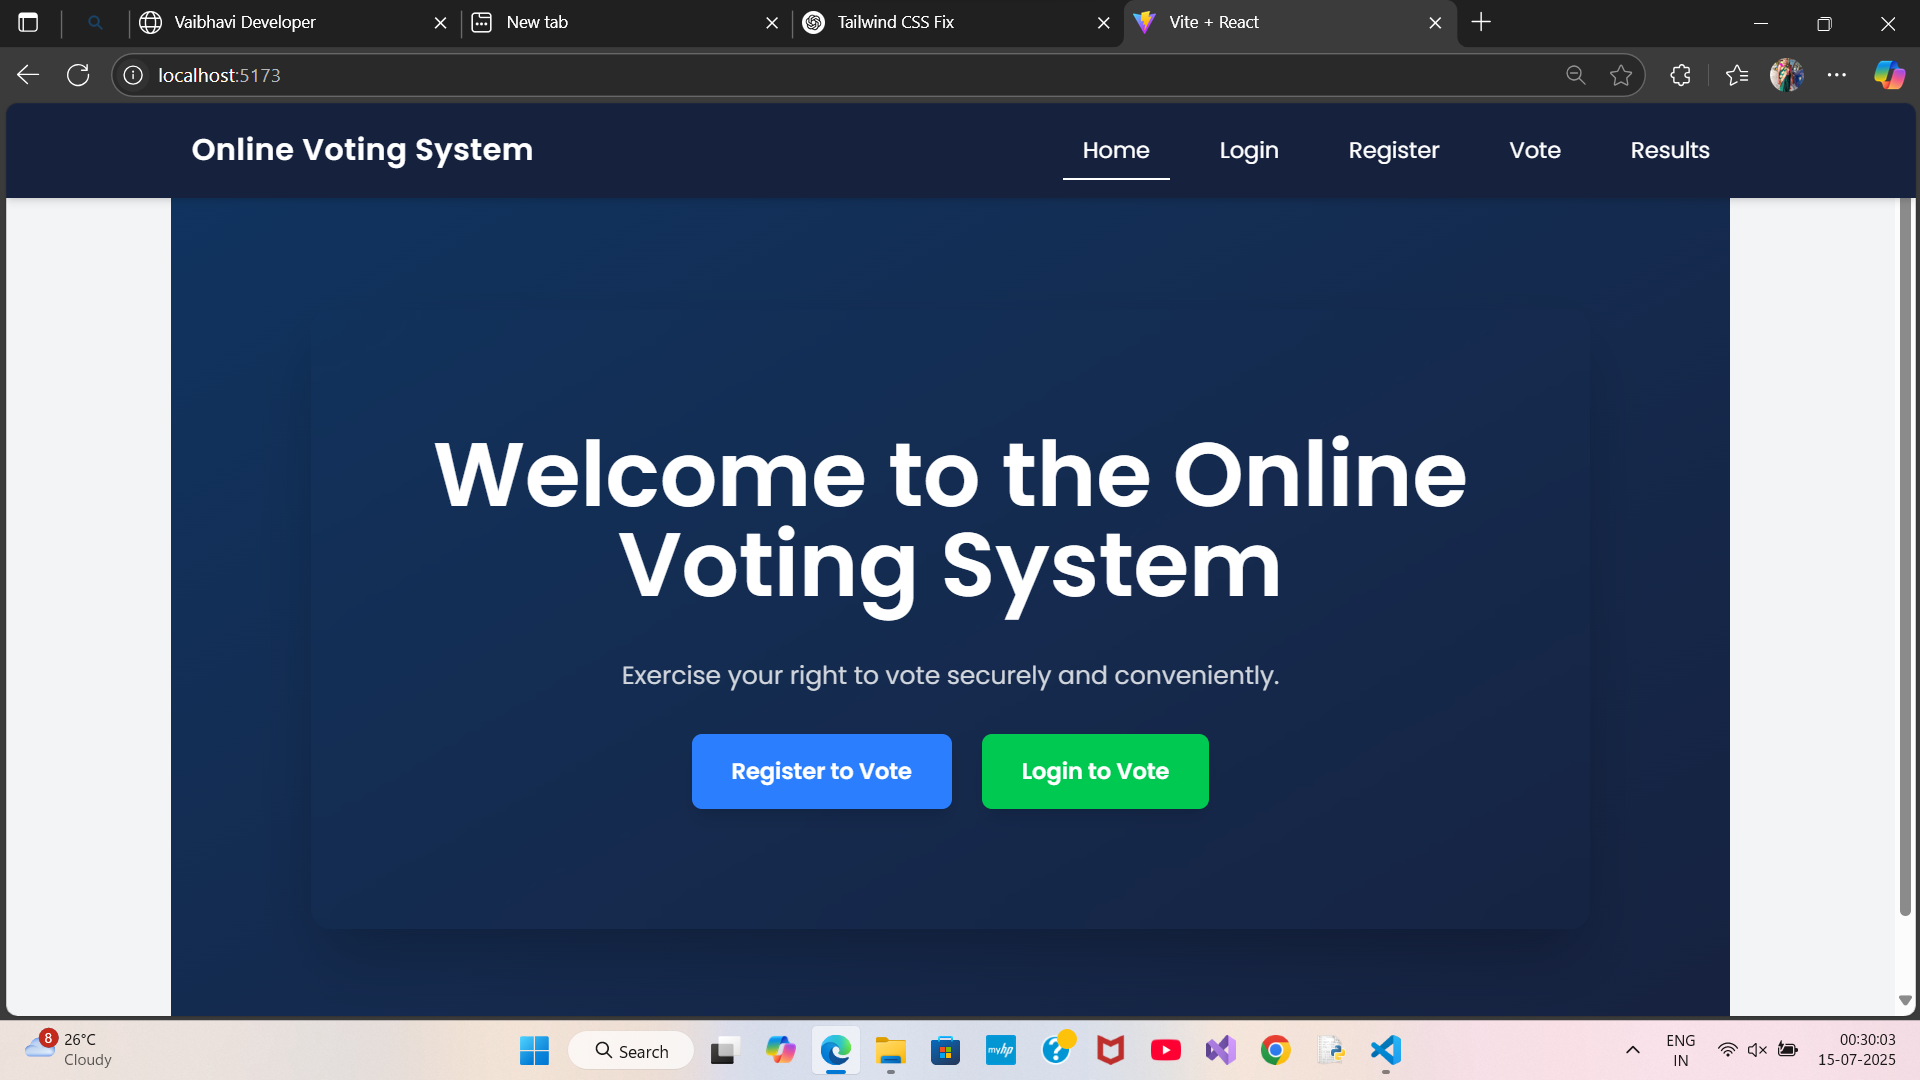 Vaibhavi Developer
New tab
Tailwind CSS Fix
Vite + React
localhost:5173
Online Voting System
Home
Login
Register
Vote
Results
Welcome to the Online
Voting System
Exercise your right to vote securely and conveniently.
Register to Vote
Login to Vote
8
26°C
Cloudy
Search
myhp
ENG
IN
00:30:03
15-07-2025